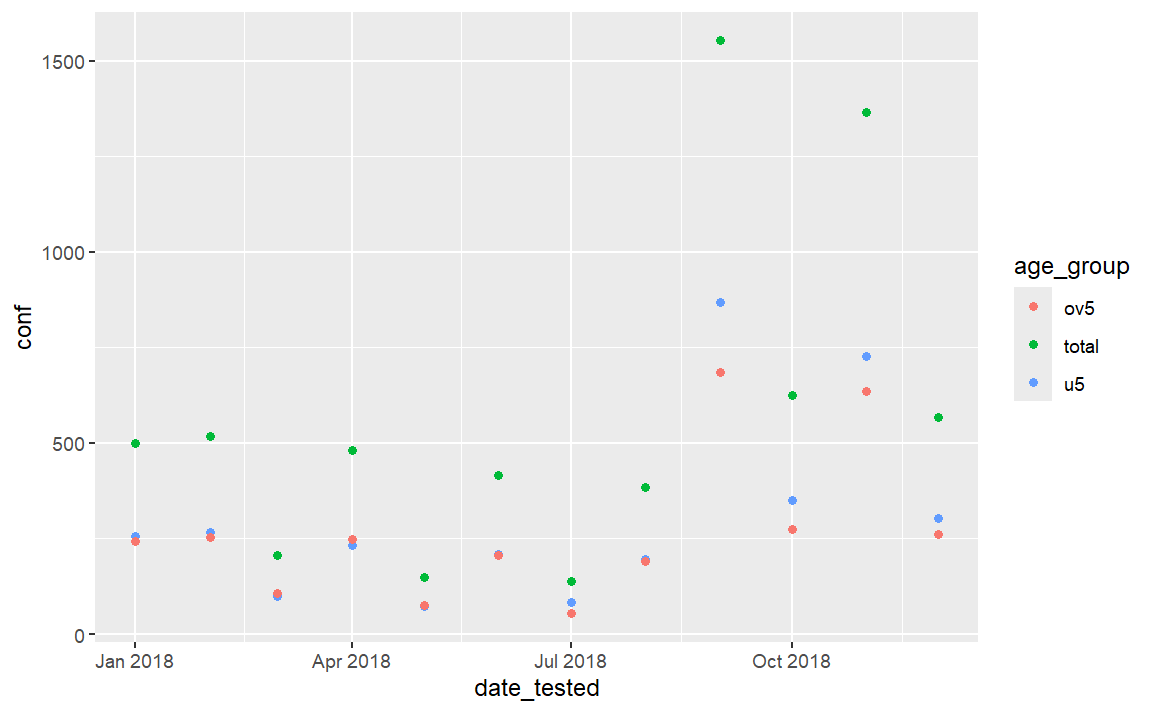 1500
1000
500
0
conf
Jan 2018
Apr 2018
Jul 2018
Oct 2018
date_tested
age_group
ov5
total
u5